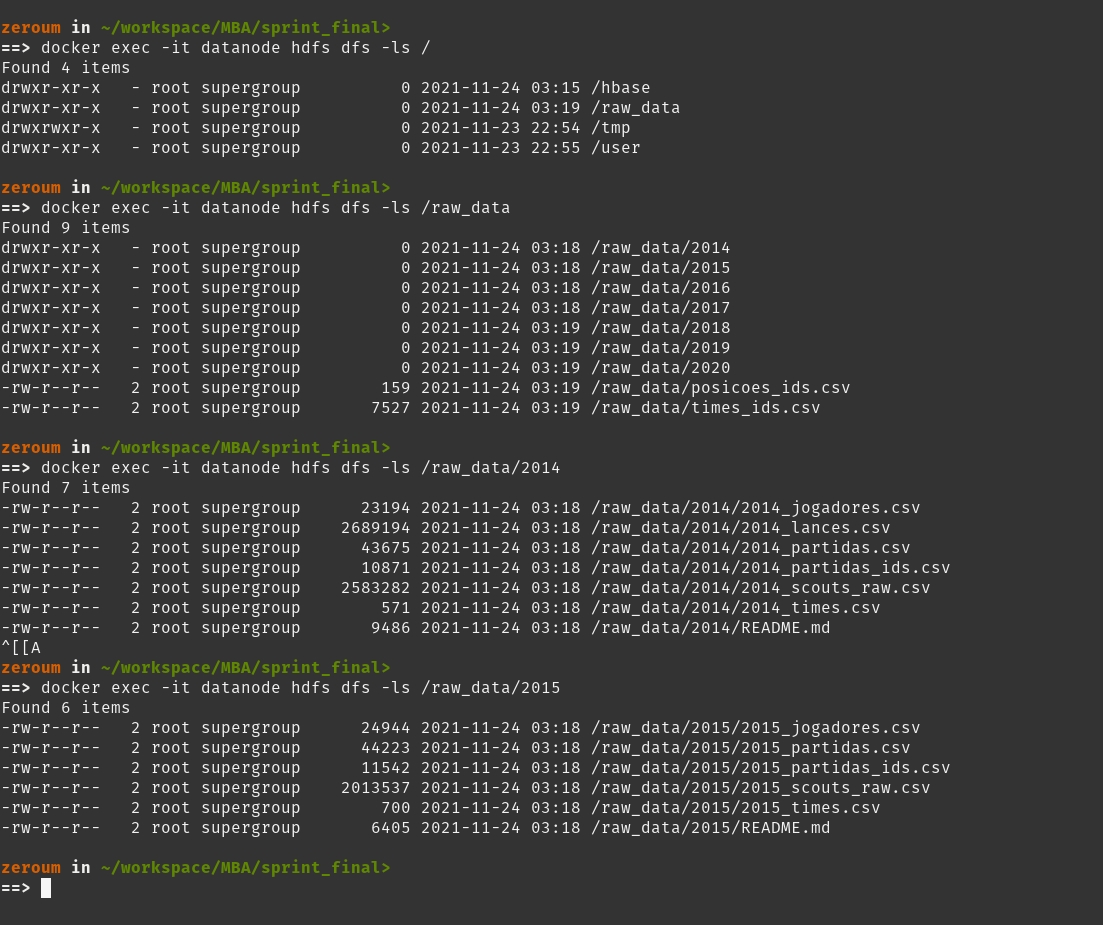 zeroum in ~/workspace/MBA/sprint_final>
==> docker exec -it datanode hdfs dfs -ls /
Found 4 items
drwxr-xr-x   - root supergroup          0 2021-11-24 03:15 /hbase
drwxr-xr-x   - root supergroup          0 2021-11-24 03:19 /raw_data
drwxrwxr-x   - root supergroup          0 2021-11-23 22:54 /tmp
drwxr-xr-x   - root supergroup          0 2021-11-23 22:55 /user
zeroum in ~/workspace/MBA/sprint_final>
==> docker exec -it datanode hdfs dfs -ls /raw_data
Found 9 items
drwxr-xr-x   - root supergroup          0 2021-11-24 03:18 /raw_data/2014
drwxr-xr-x   - root supergroup          0 2021-11-24 03:18 /raw_data/2015
drwxr-xr-x   - root supergroup          0 2021-11-24 03:18 /raw_data/2016
drwxr-xr-x   - root supergroup          0 2021-11-24 03:18 /raw_data/2017
drwxr-xr-x   - root supergroup          0 2021-11-24 03:19 /raw_data/2018
drwxr-xr-x   - root supergroup          0 2021-11-24 03:19 /raw_data/2019
drwxr-xr-x   - root supergroup          0 2021-11-24 03:19 /raw_data/2020
-rw-r--r--   2 root supergroup        159 2021-11-24 03:19 /raw_data/posicoes_ids.csv
-rw-r--r--   2 root supergroup       7527 2021-11-24 03:19 /raw_data/times_ids.csv
zeroum in ~/workspace/MBA/sprint_final>
==> docker exec -it datanode hdfs dfs -ls /raw_data/2014
Found 7 items
-rw-r--r--   2 root supergroup      23194 2021-11-24 03:18 /raw_data/2014/2014_jogadores.csv
-rw-r--r--   2 root supergroup    2689194 2021-11-24 03:18 /raw_data/2014/2014_lances.csv
-rw-r--r--   2 root supergroup      43675 2021-11-24 03:18 /raw_data/2014/2014_partidas.csv
-rw-r--r--   2 root supergroup      10871 2021-11-24 03:18 /raw_data/2014/2014_partidas_ids.csv
-rw-r--r--   2 root supergroup    2583282 2021-11-24 03:18 /raw_data/2014/2014_scouts_raw.csv
-rw-r--r--   2 root supergroup        571 2021-11-24 03:18 /raw_data/2014/2014_times.csv
-rw-r--r--   2 root supergroup       9486 2021-11-24 03:18 /raw_data/2014/README.md
^[[A
zeroum in ~/workspace/MBA/sprint_final>
==> docker exec -it datanode hdfs dfs -ls /raw_data/2015
Found 6 items
-rw-r--r--   2 root supergroup      24944 2021-11-24 03:18 /raw_data/2015/2015_jogadores.csv
-rw-r--r--   2 root supergroup      44223 2021-11-24 03:18 /raw_data/2015/2015_partidas.csv
-rw-r--r--   2 root supergroup      11542 2021-11-24 03:18 /raw_data/2015/2015_partidas_ids.csv
-rw-r--r--   2 root supergroup    2013537 2021-11-24 03:18 /raw_data/2015/2015_scouts_raw.csv
-rw-r--r--   2 root supergroup        700 2021-11-24 03:18 /raw_data/2015/2015_times.csv
-rw-r--r--   2 root supergroup       6405 2021-11-24 03:18 /raw_data/2015/README.md
zeroum in ~/workspace/MBA/sprint_final>
==>